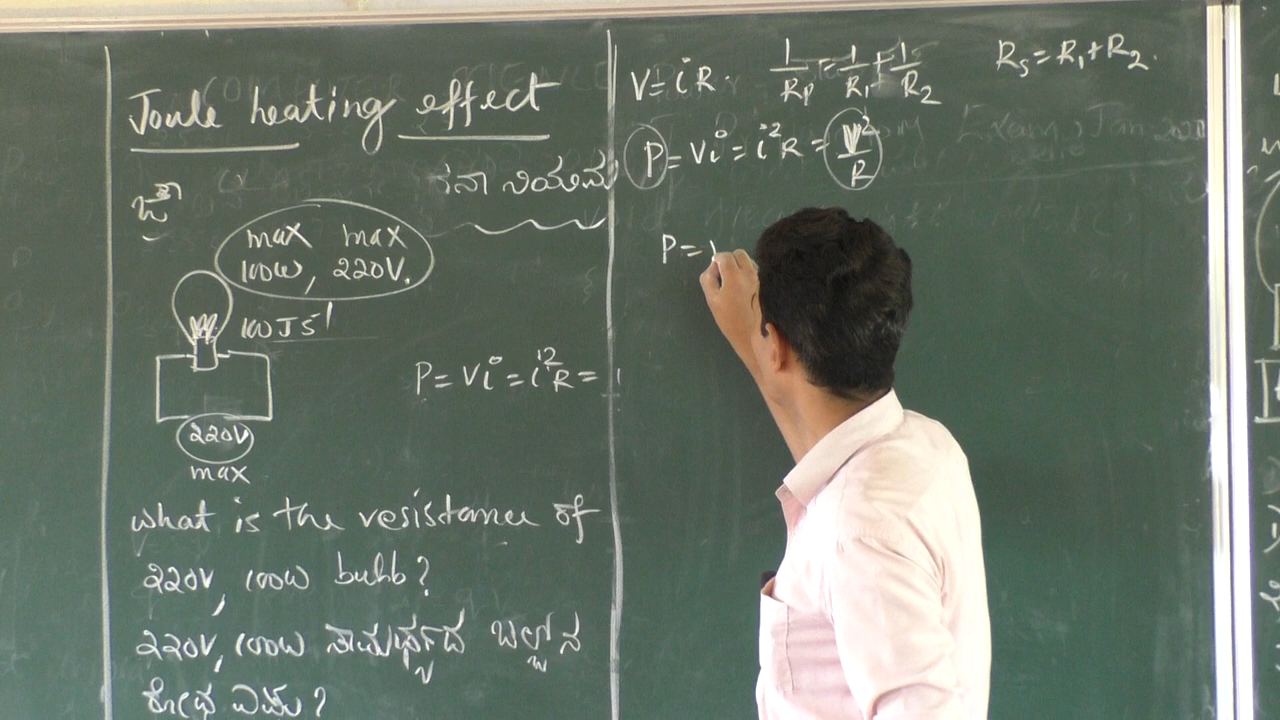 Joule heating effect
ನಿಯಮ
max max
100W, 220V.
100JS⁻¹
P = Vi = i²R =
220V
max
what is the resistance of
220V, 100W bulb?
220V, 100W ಸಾಮರ್ಥ್ಯದ ಬಲ್ಬ್ ನ
ರೋಧ ಏನು?
V = iR. 1/Rp = 1/R1 + 1/R2 Rs = R1 + R2.
P = Vi = i²R = V²/R
P =